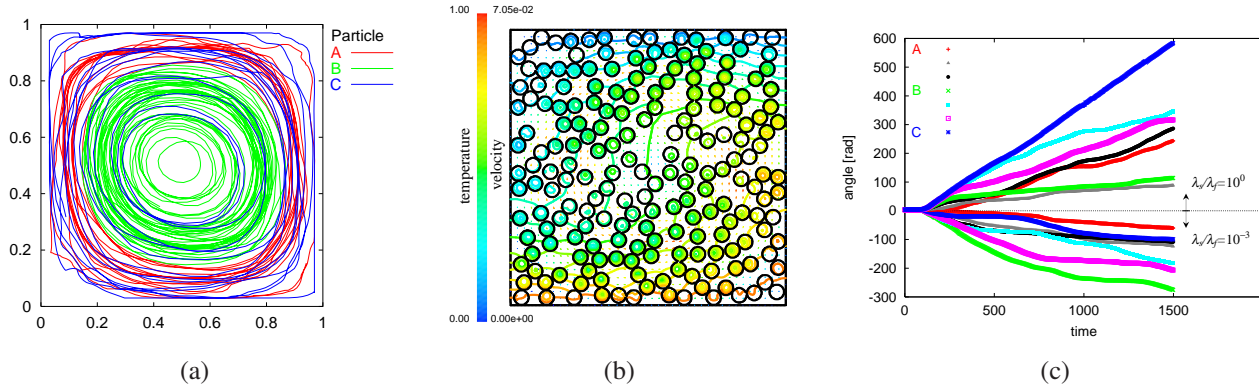 1
0.8
0.6
0.4
0.2
0
0 0.2 0.4 0.6 0.8 1
Particle
A
B
C
(a)
1.00 7.05e-02
temperature
velocity
0.00 0.00e+00
(b)
600
500
400
300
200
100
0
-100
-200
-300
angle [rad]
A
B
C
λs/λf=10^0
λs/λf=10^-3
0 500 1000 1500
time
(c)